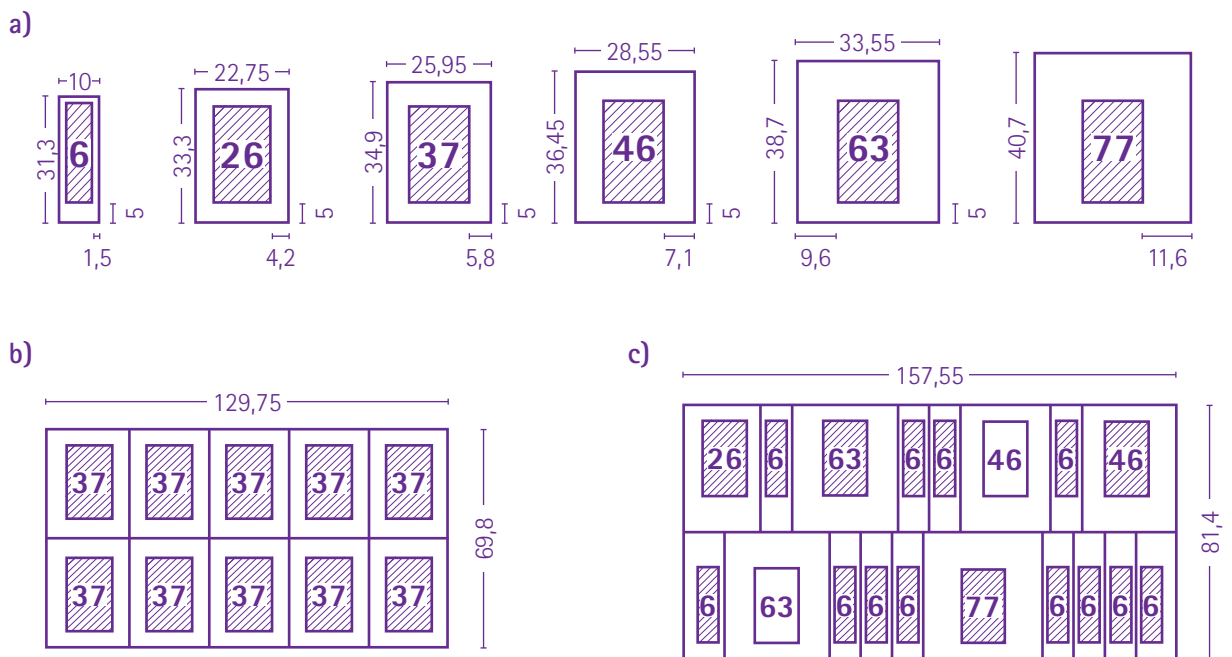 a)
10 22,75 25,95 28,55 33,55
31,3 6 33,3 26 34,9 37 36,45 46 38,7 63 40,7 77
5 5 5 5 5
1,5 4,2 5,8 7,1 9,6 11,6
b)
129,75
37 37 37 37 37
69,8
37 37 37 37 37
c)
157,55
26 6 63 6 6 46 6 46
81,4
6 63 6 6 6 77 6 6 6 6